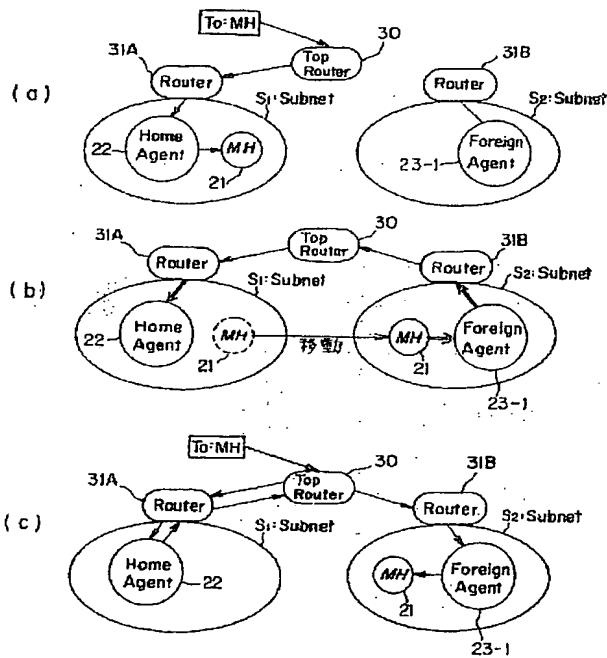 (a)
To:MH
30
Top
Router
31A
Router
S1:Subnet
Home
Agent
22
MH
21
31B
Router
S2:Subnet
Foreign
Agent
23-1
(b)
30
Top
Router
31A
Router
S1:Subnet
Home
Agent
22
MH
21
移動
31B
Router
S2:Subnet
MH
21
Foreign
Agent
23-1
(c)
To:MH
30
Top
Router
31A
Router
S1:Subnet
Home
Agent
22
31B
Router
S2:Subnet
MH
21
Foreign
Agent
23-1